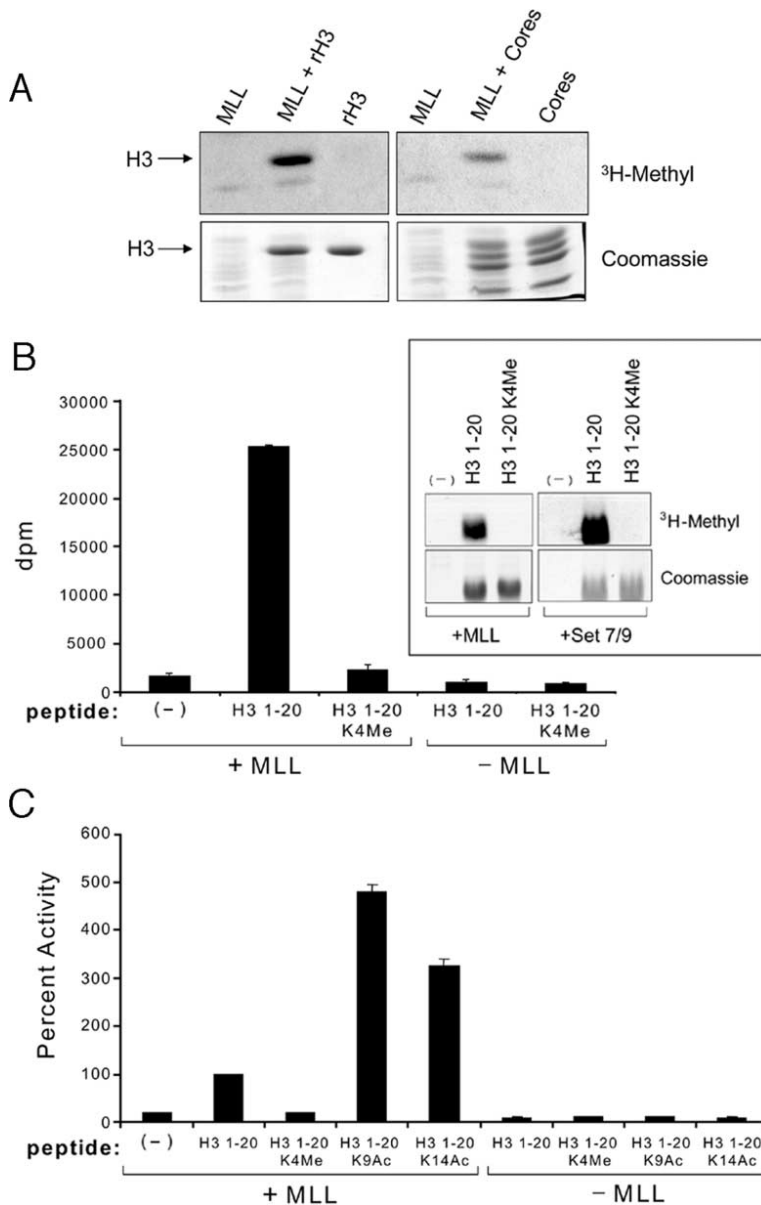 A
MLL
MLL + rH3
rH3
MLL
MLL + Cores
Cores
H3
³H-Methyl
H3
Coomassie
B
30000
25000
20000
15000
10000
5000
0
dpm
peptide:
(-)
H3 1-20
H3 1-20
K4Me
H3 1-20
H3 1-20
K4Me
+ MLL
– MLL
(-)
H3 1-20
H3 1-20 K4Me
(-)
H3 1-20
H3 1-20 K4Me
³H-Methyl
Coomassie
+MLL
+Set 7/9
C
600
500
400
300
200
100
0
Percent Activity
peptide:
(-)
H3 1-20
H3 1-20
K4Me
H3 1-20
K9Ac
H3 1-20
K14Ac
H3 1-20
H3 1-20
K4Me
H3 1-20
K9Ac
H3 1-20
K14Ac
+ MLL
– MLL